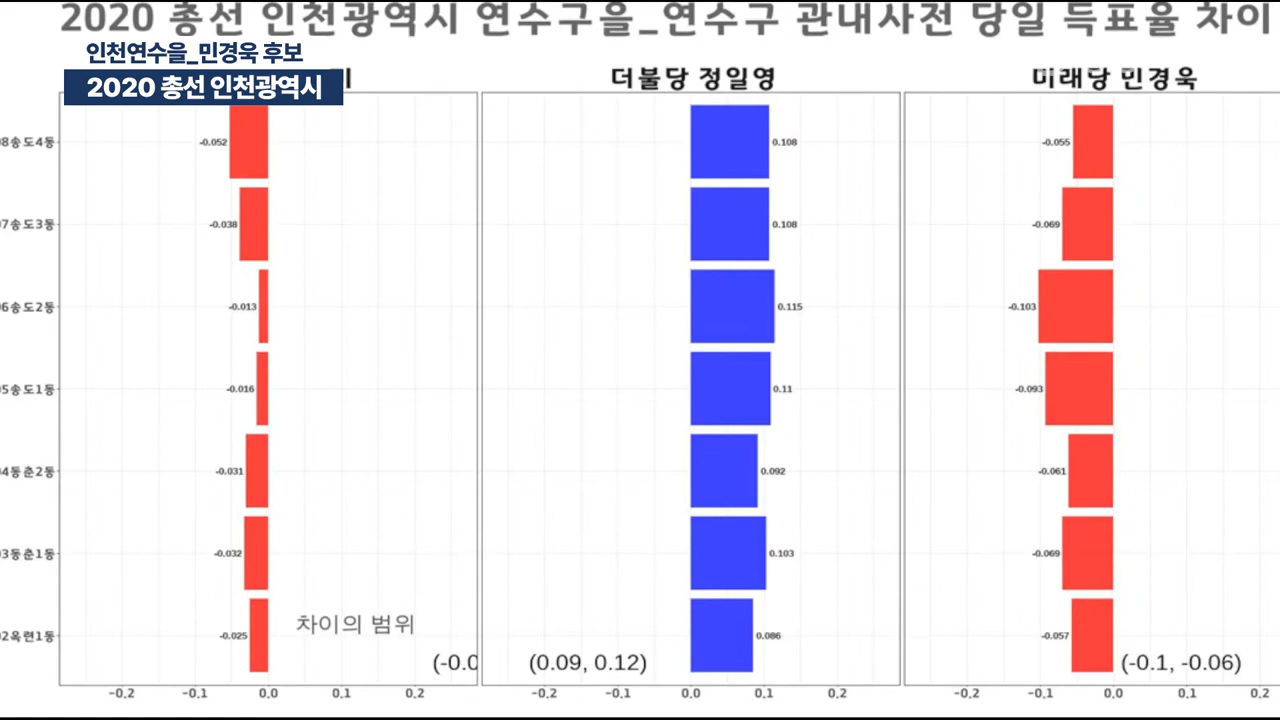 2020 총선 인천광역시 연수구을_연수구 관내사전 당일 득표율 차이
인천연수을_민경욱 후보
2020 총선 인천광역시
더불당 정일영
미래당 민경욱
8송도4동
-0.052
0.108
-0.055
7송도3동
-0.038
0.108
-0.069
6송도2동
-0.013
0.115
-0.103
5송도1동
-0.016
0.11
-0.093
4동춘2동
-0.031
0.092
-0.061
3동춘1동
-0.032
0.103
-0.069
2옥련1동
-0.025
0.086
-0.057
차이의 범위
(-0.0
(0.09, 0.12)
(-0.1, -0.06)
-0.2 -0.1 0.0 0.1 0.2
-0.2 -0.1 0.0 0.1 0.2
-0.2 -0.1 0.0 0.1 0.2